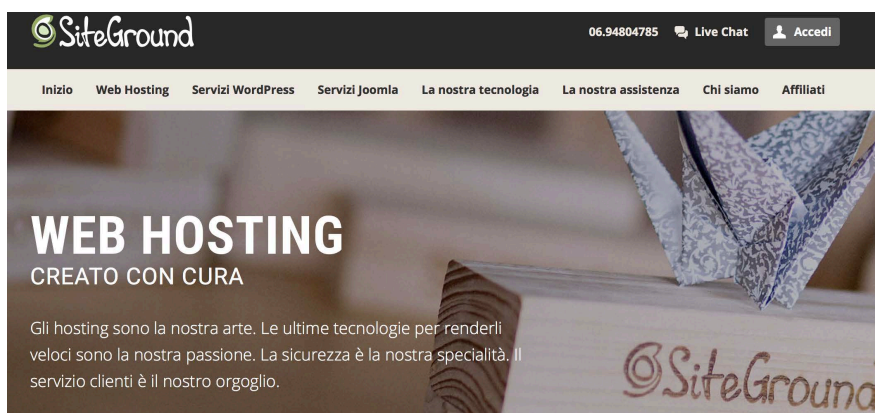 SiteGround
06.94804785 Live Chat Accedi
Inizio Web Hosting Servizi WordPress Servizi Joomla La nostra tecnologia La nostra assistenza Chi siamo Affiliati
WEB HOSTING
CREATO CON CURA
Gli hosting sono la nostra arte. Le ultime tecnologie per renderli
veloci sono la nostra passione. La sicurezza è la nostra specialità. Il
servizio clienti è il nostro orgoglio.
SiteGround